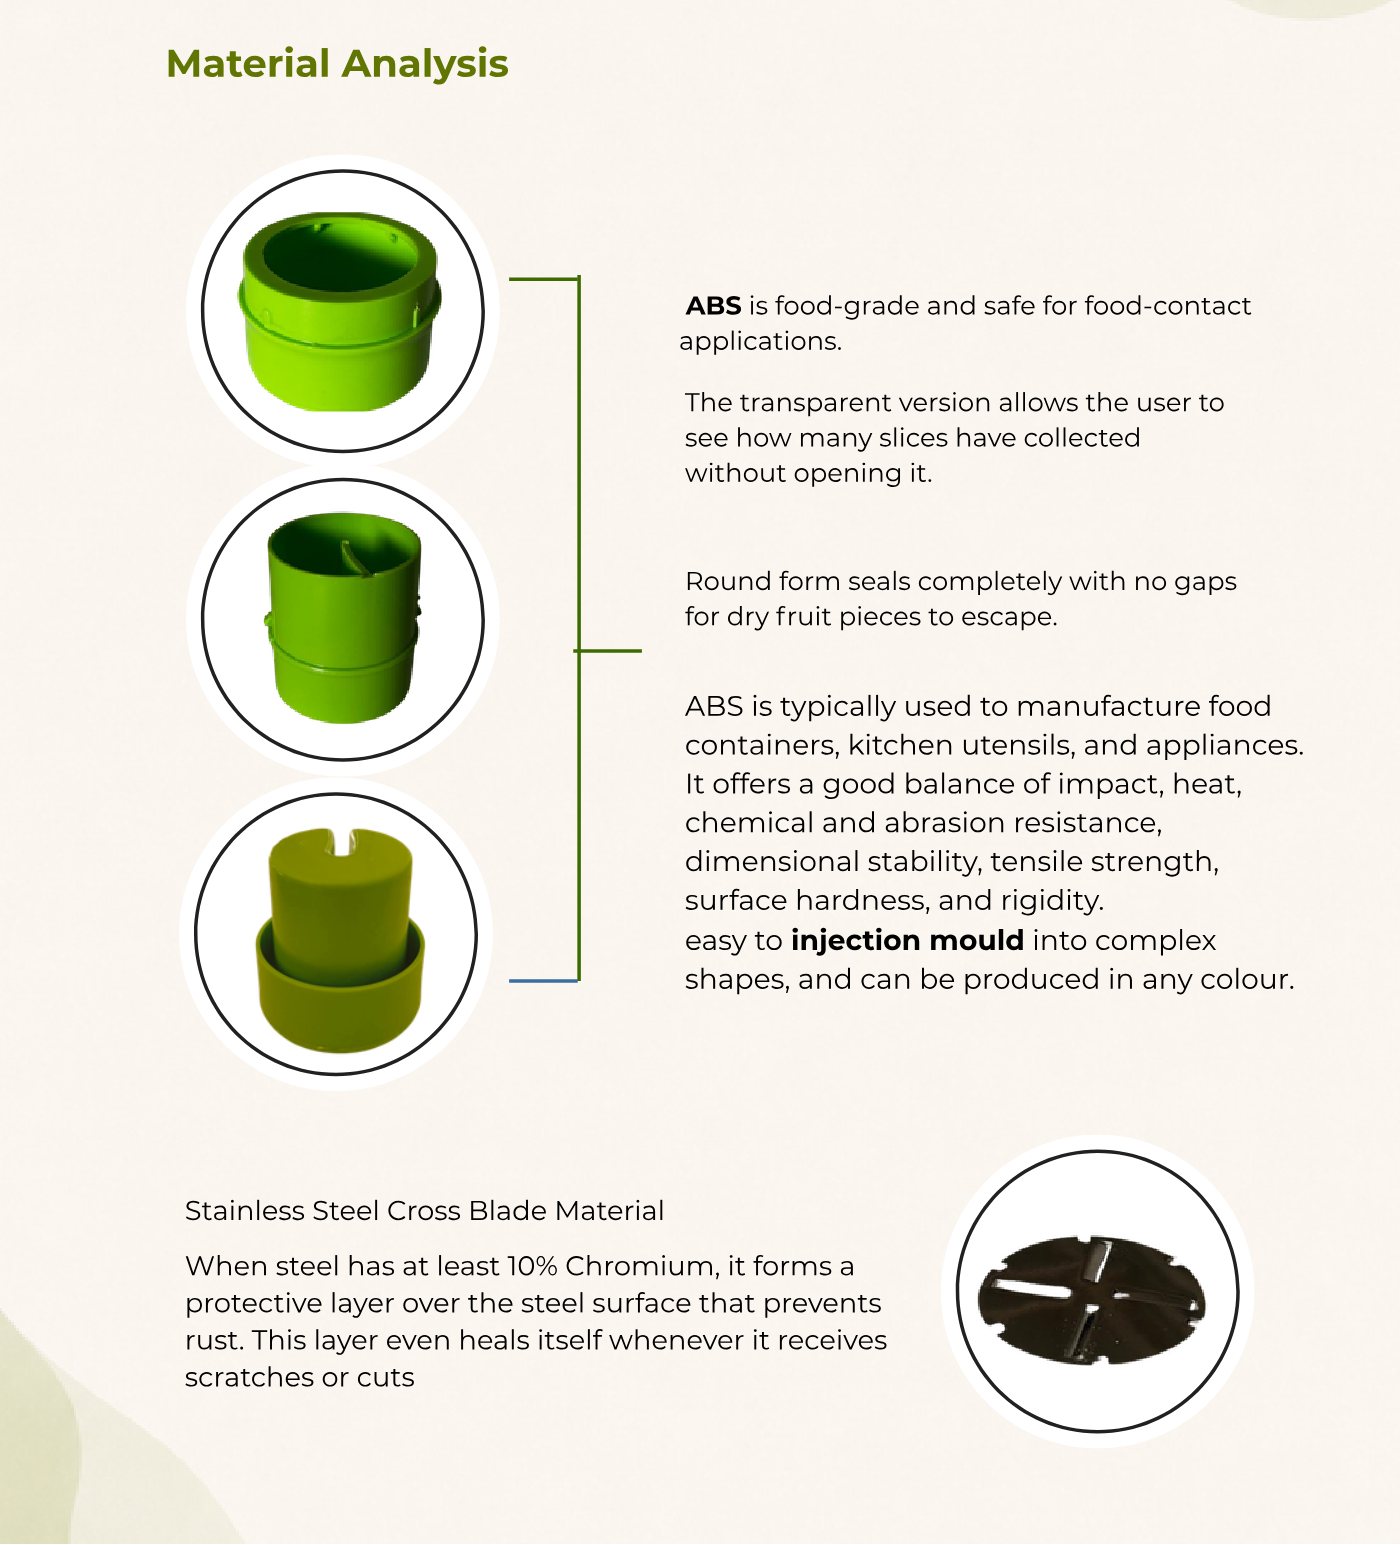 Material Analysis
ABS is food-grade and safe for food-contact
applications.
The transparent version allows the user to
see how many slices have collected
without opening it.
Round form seals completely with no gaps
for dry fruit pieces to escape.
ABS is typically used to manufacture food
containers, kitchen utensils, and appliances.
It offers a good balance of impact, heat,
chemical and abrasion resistance,
dimensional stability, tensile strength,
surface hardness, and rigidity.
easy to injection mould into complex
shapes, and can be produced in any colour.
Stainless Steel Cross Blade Material
When steel has at least 10% Chromium, it forms a
protective layer over the steel surface that prevents
rust. This layer even heals itself whenever it receives
scratches or cuts